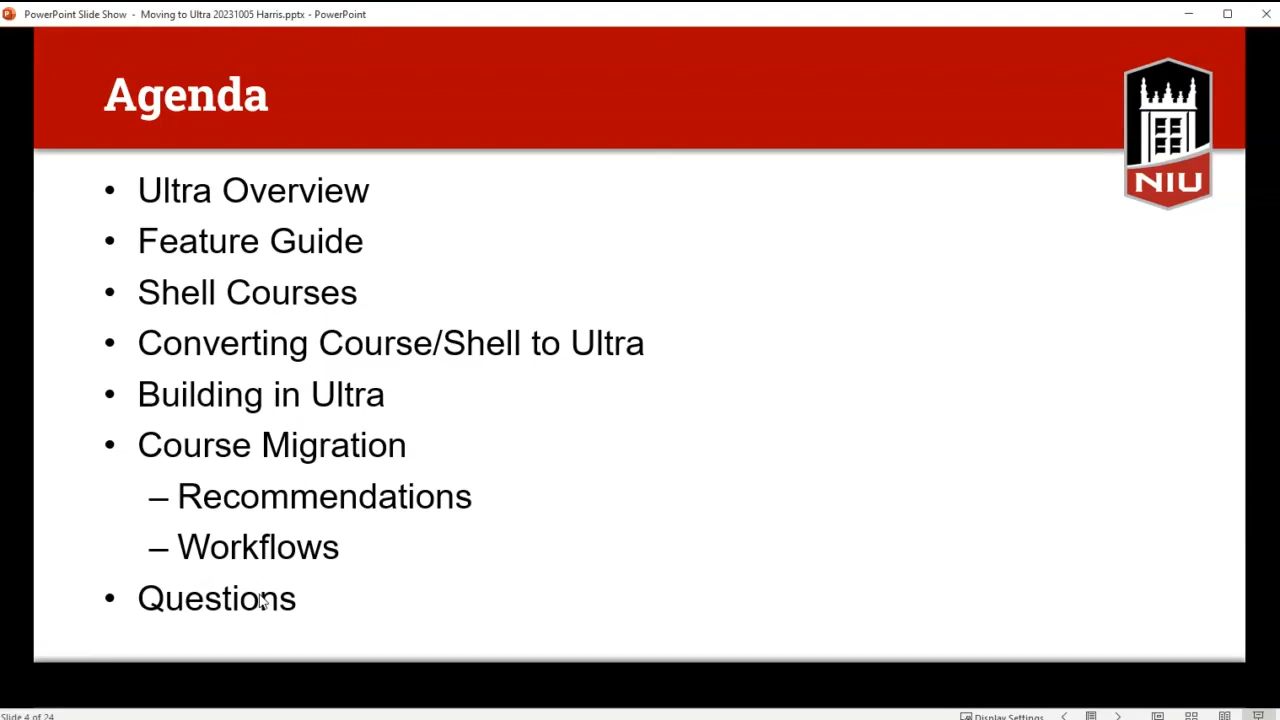 PowerPoint Slide Show - Moving to Ultra 20231005 Harris.pptx - PowerPoint
Agenda
NIU
• Ultra Overview
• Feature Guide
• Shell Courses
• Converting Course/Shell to Ultra
• Building in Ultra
• Course Migration
– Recommendations
– Workflows
• Questions
Slide 4 of 24
Display Settings